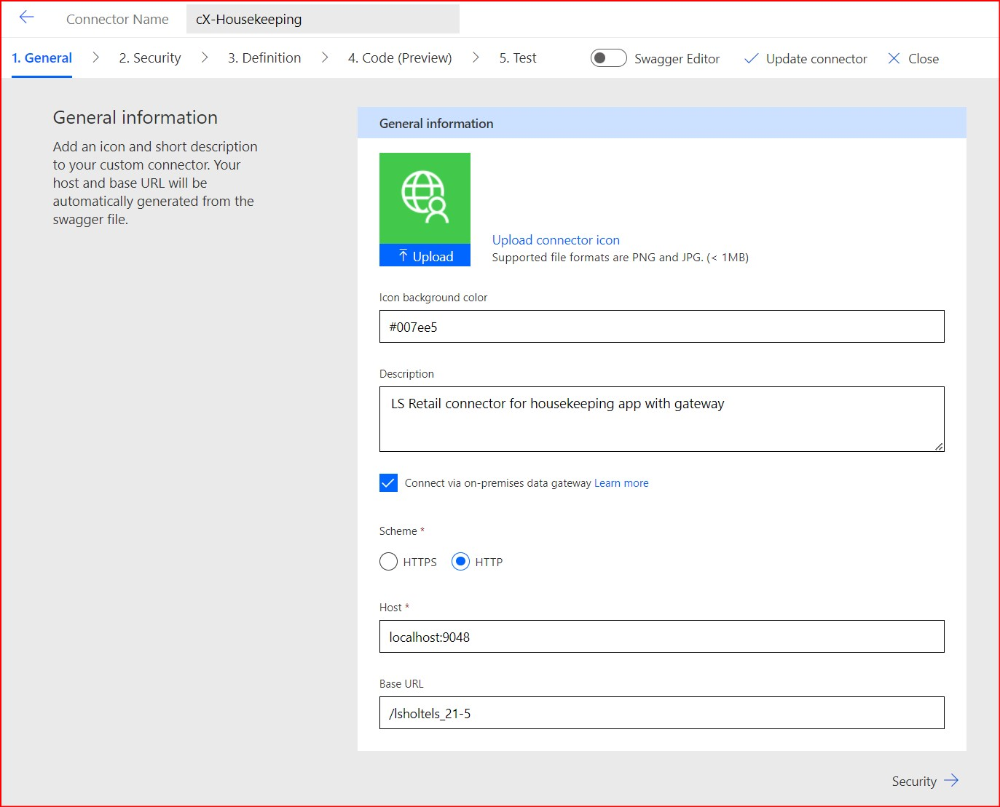 Connector Name cX-Housekeeping
1. General 2. Security 3. Definition 4. Code (Preview) 5. Test Swagger Editor Update connector Close
General information
Add an icon and short description
to your custom connector. Your
host and base URL will be
automatically generated from the
swagger file.
General information
Upload
Upload connector icon
Supported file formats are PNG and JPG. (< 1MB)
Icon background color
#007ee5
Description
LS Retail connector for housekeeping app with gateway
Connect via on-premises data gateway Learn more
Scheme *
HTTPS HTTP
Host *
localhost:9048
Base URL
/lsholtels_21-5
Security